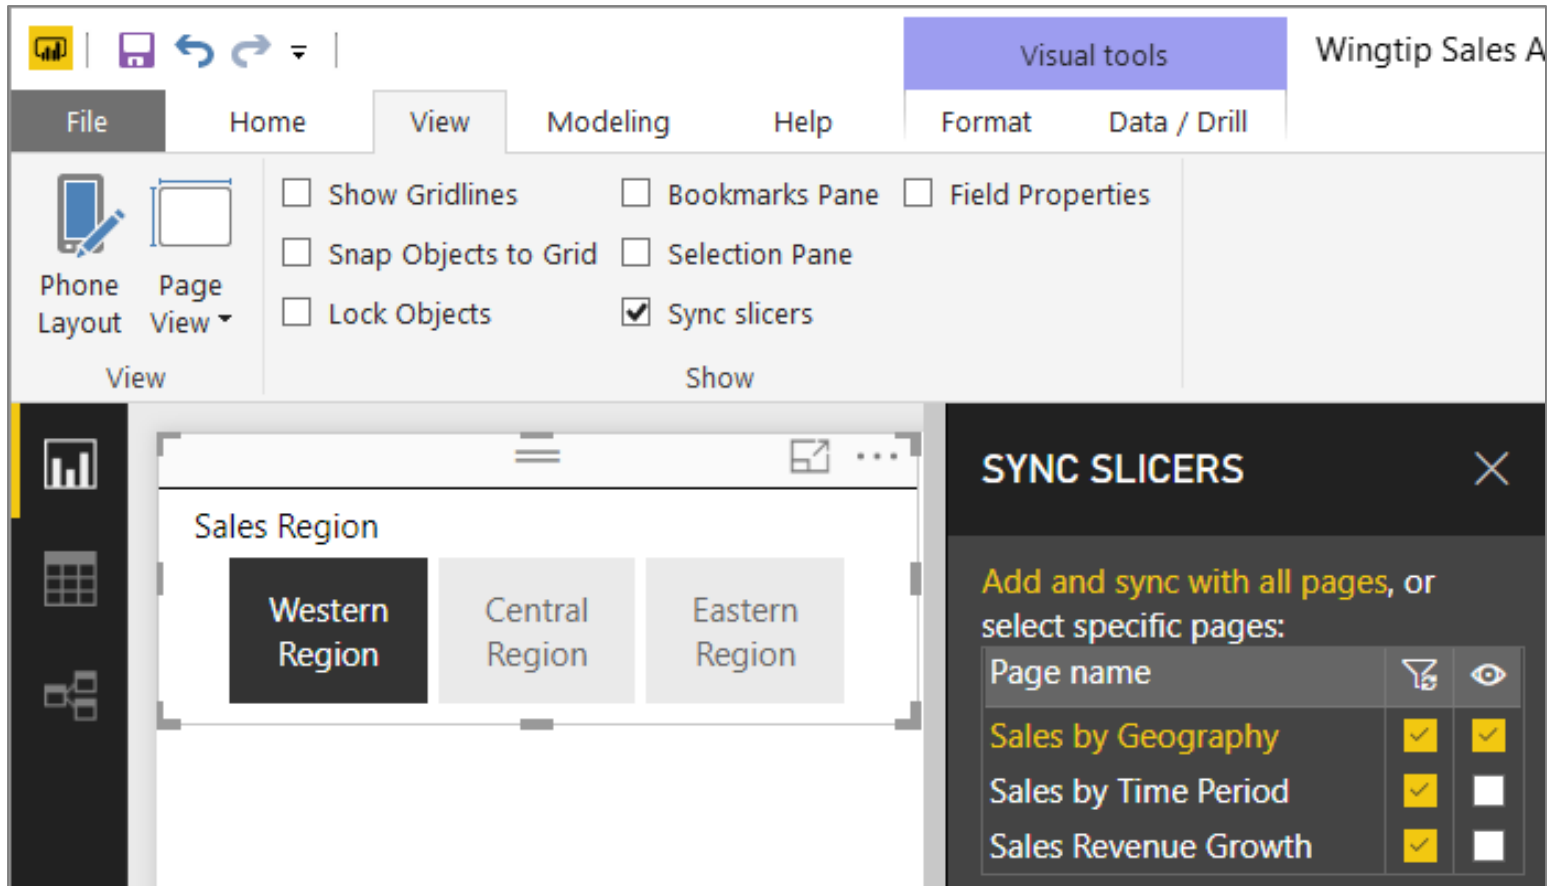 Visual tools
Wingtip Sales A
File Home View Modeling Help Format Data / Drill
Show Gridlines Bookmarks Pane Field Properties
Snap Objects to Grid Selection Pane
Phone Page
Layout View Lock Objects Sync slicers
View Show
SYNC SLICERS
Sales Region
Western Region
Central Region
Eastern Region
Add and sync with all pages, or
select specific pages:
Page name
Sales by Geography
Sales by Time Period
Sales Revenue Growth